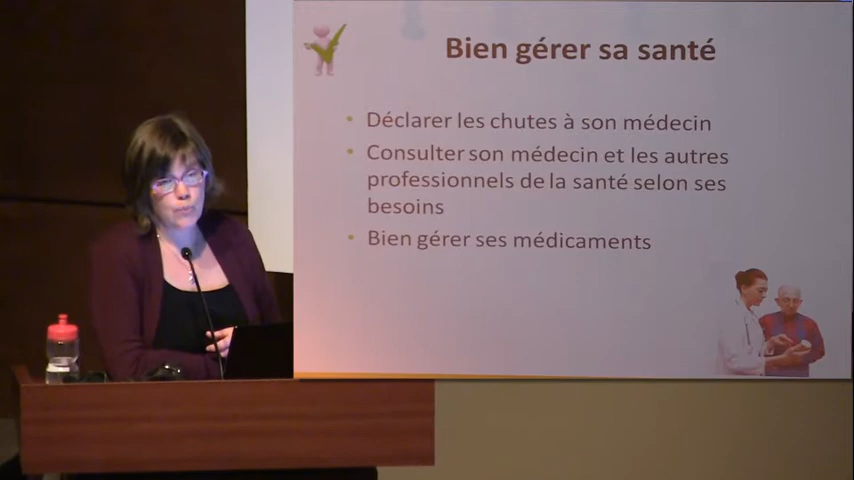 Bien gérer sa santé
• Déclarer les chutes à son médecin
• Consulter son médecin et les autres
professionnels de la santé selon ses
besoins
• Bien gérer ses médicaments